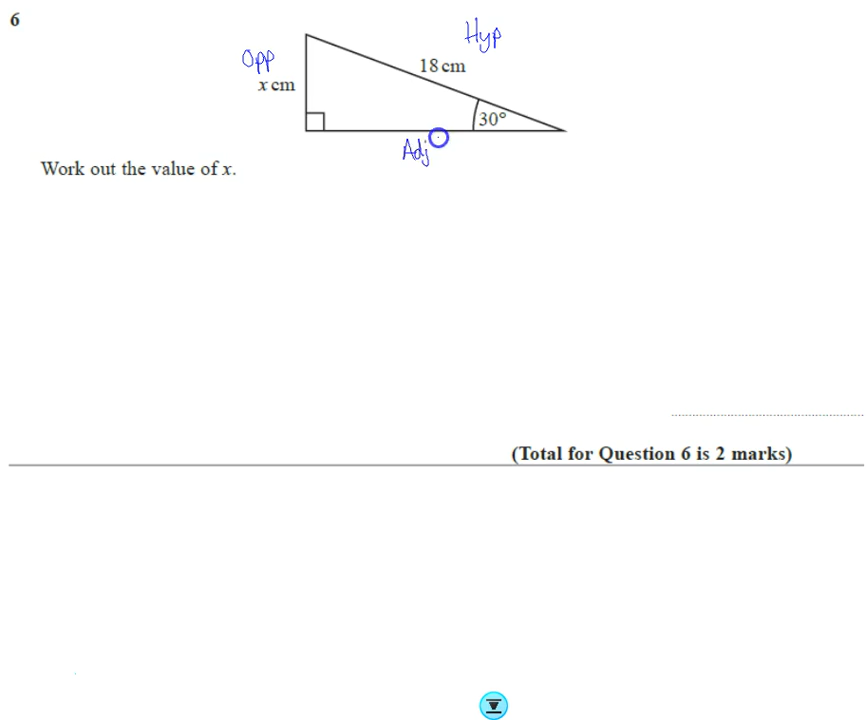 6
Hyp
Opp
18 cm
x cm
30°
Adj
Work out the value of x.
(Total for Question 6 is 2 marks)